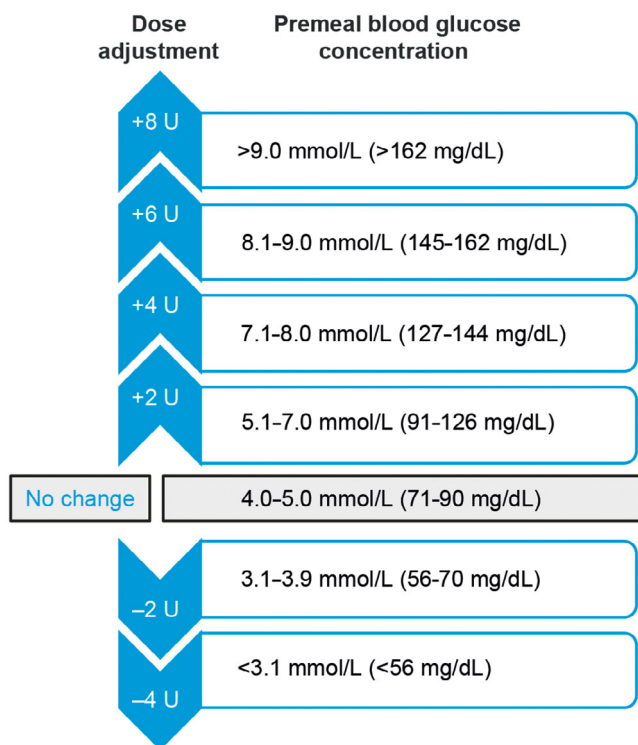 Dose adjustment
Premeal blood glucose concentration
+8 U
>9.0 mmol/L (>162 mg/dL)
+6 U
8.1–9.0 mmol/L (145–162 mg/dL)
+4 U
7.1–8.0 mmol/L (127–144 mg/dL)
+2 U
5.1–7.0 mmol/L (91–126 mg/dL)
No change
4.0–5.0 mmol/L (71–90 mg/dL)
–2 U
3.1–3.9 mmol/L (56-70 mg/dL)
–4 U
<3.1 mmol/L (<56 mg/dL)